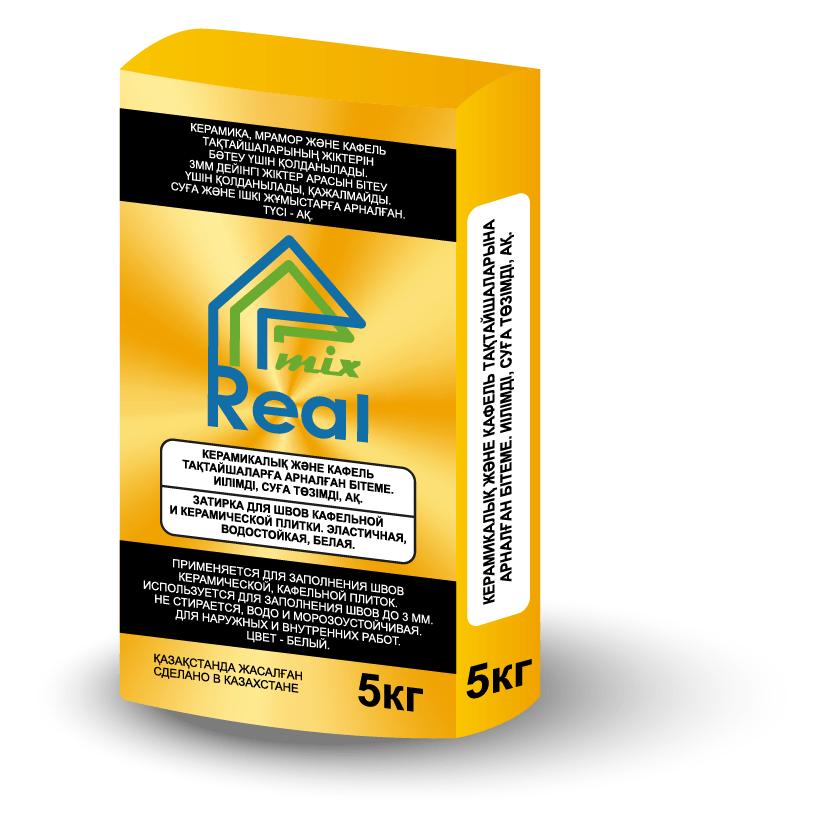 КЕРАМИКА, МРАМОР ЖӘНЕ КАФЕЛЬ
ТАҚТАЙШАЛАРЫНЫҢ ЖІКТЕРІН
БӘТЕУ ҮШІН ҚОЛДАНЫЛАДЫ.
3ММ ДЕЙІНГІ ЖІКТЕР АРАСЫН БІТЕУ
ҮШІН ҚОЛДАНЫЛАДЫ, ҚАЖАЛМАЙДЫ.
СУҒА ЖӘНЕ ІШКІ ЖҰМЫСТАРҒА АРНАЛҒАН.
ТҮСІ - АҚ.
mix
Real
КЕРАМИКАЛЫҚ ЖӘНЕ КАФЕЛЬ
ТАҚТАЙШАЛАРҒА АРНАЛҒАН БІТЕМЕ.
ИІЛІМДІ, СУҒА ТӨЗІМДІ, АҚ.
ЗАТИРКА ДЛЯ ШВОВ КАФЕЛЬНОЙ
И КЕРАМИЧЕСКОЙ ПЛИТКИ. ЭЛАСТИЧНАЯ,
ВОДОСТОЙКАЯ, БЕЛАЯ.
ПРИМЕНЯЕТСЯ ДЛЯ ЗАПОЛНЕНИЯ ШВОВ
КЕРАМИЧЕСКОЙ, КАФЕЛЬНОЙ ПЛИТОК.
ИСПОЛЬЗУЕТСЯ ДЛЯ ЗАПОЛНЕНИЯ ШВОВ ДО 3 ММ.
НЕ СТИРАЕТСЯ, ВОДО И МОРОЗОУСТОЙЧИВАЯ.
ДЛЯ НАРУЖНЫХ И ВНУТРЕННИХ РАБОТ.
ЦВЕТ - БЕЛЫЙ.
ҚАЗАҚСТАНДА ЖАСАЛҒАН
СДЕЛАНО В КАЗАХСТАНЕ
5КГ
КЕРАМИКАЛЫҚ ЖӘНЕ КАФЕЛЬ ТАҚТАЙШАЛАРЫНА
АРНАЛҒАН БІТЕМЕ. ИІЛІМДІ, СУҒА ТӨЗІМДІ, АҚ.
5КГ